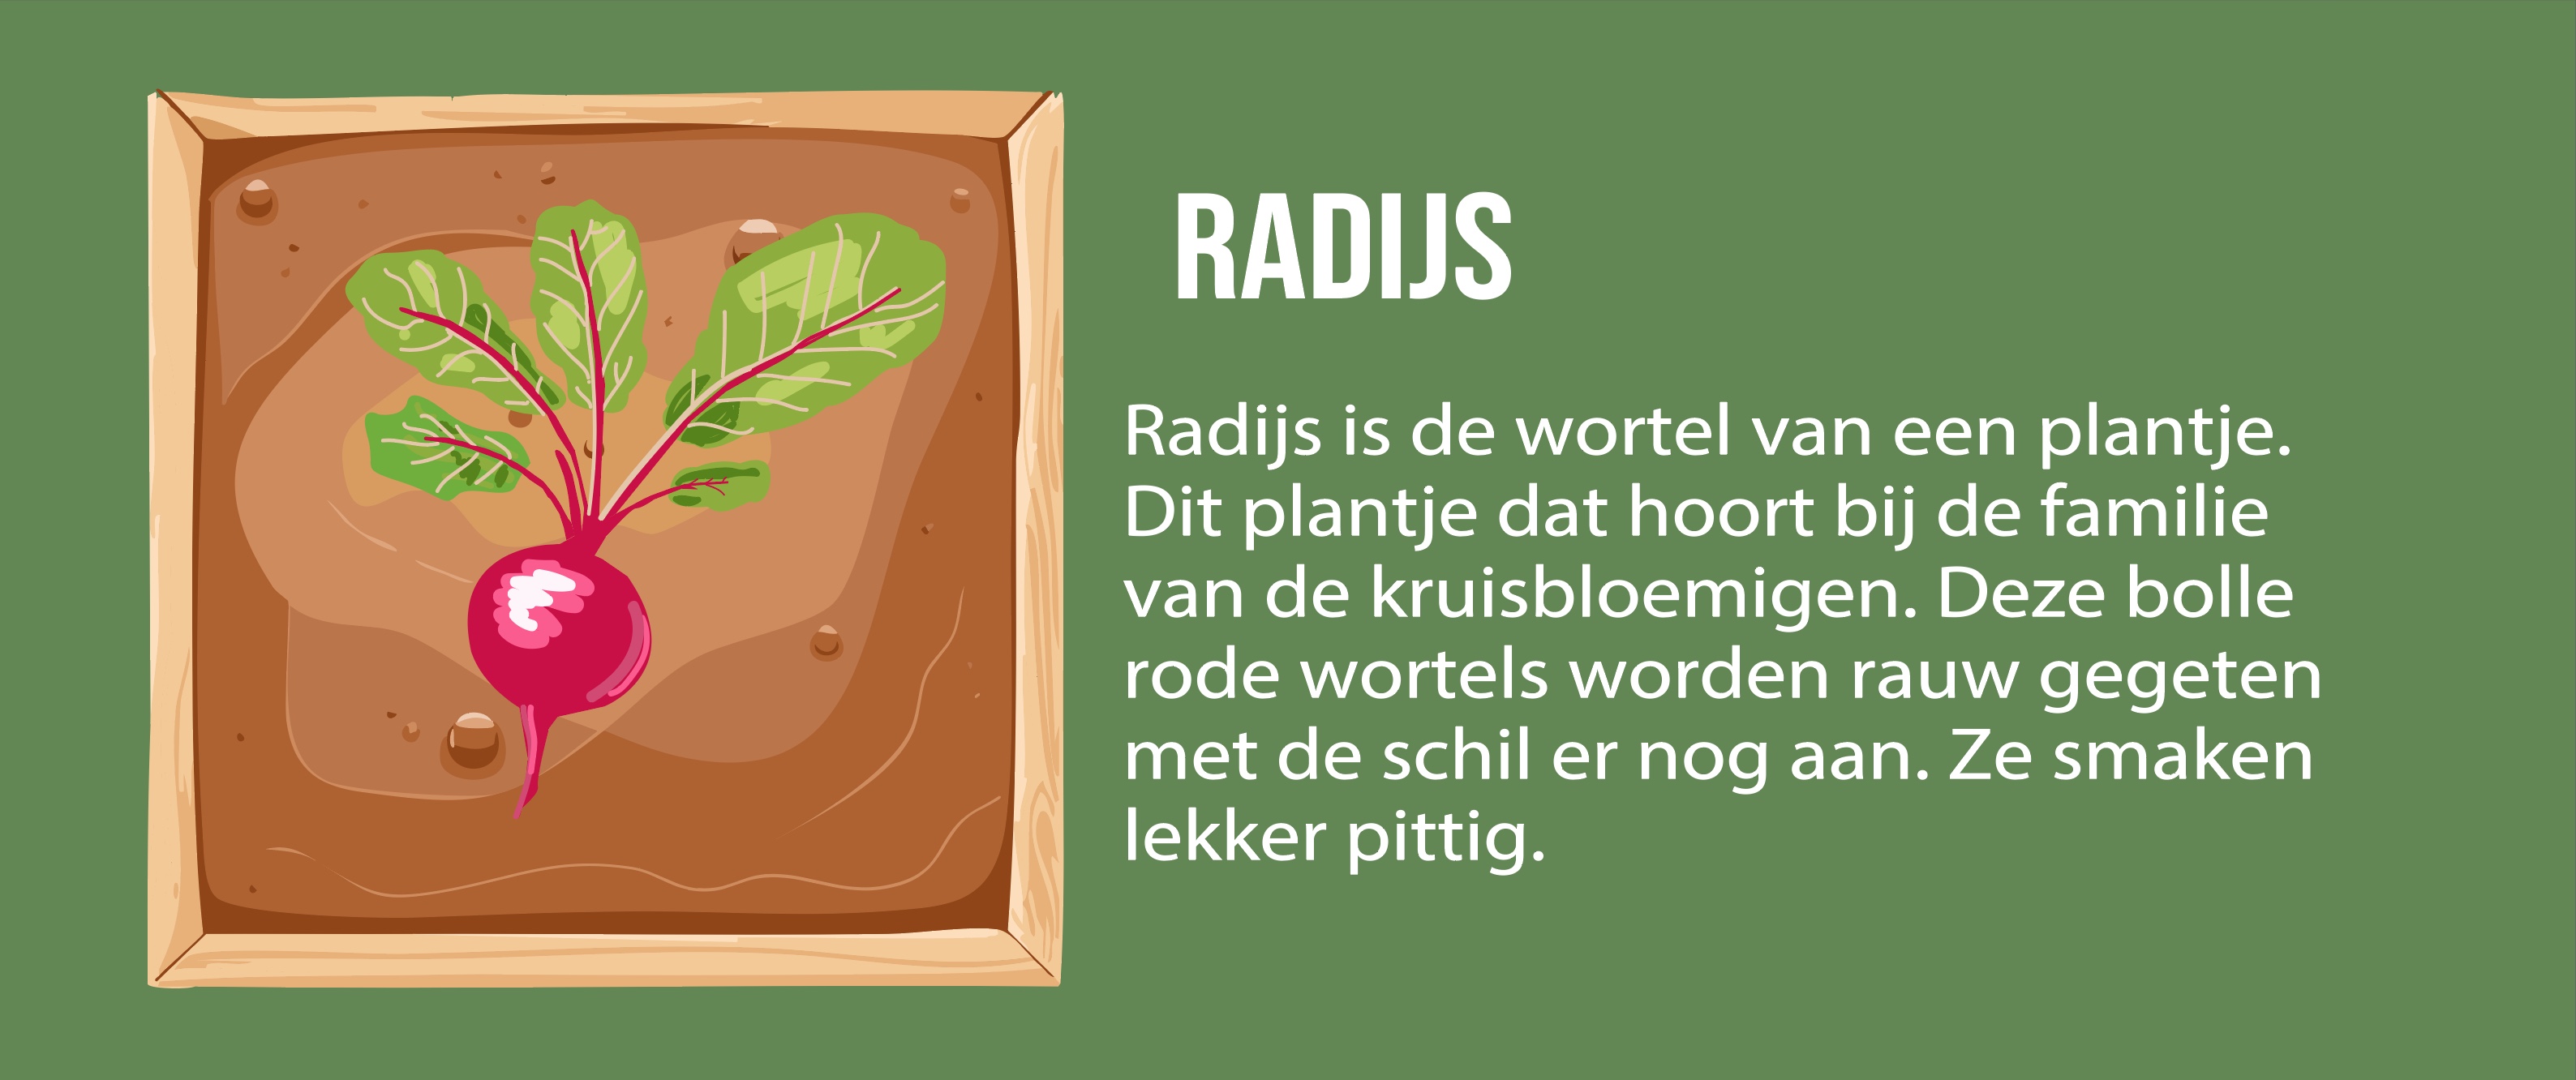 RADIJS
Radijs is de wortel van een plantje.
Dit plantje dat hoort bij de familie
van de kruisbloemigen. Deze bolle
rode wortels worden rauw gegeten
met de schil er nog aan. Ze smaken
lekker pittig.